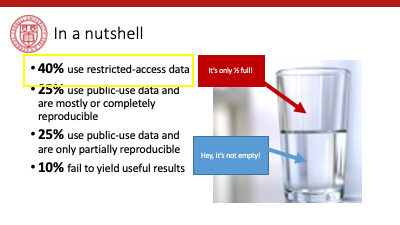 In a nutshell
• 40% use restricted-access data
• 25% use public-use data and
are mostly or completely
reproducible
• 25% use public-use data and
are only partially reproducible
• 10% fail to yield useful results
It's only ½ full!
Hey, it's not empty!